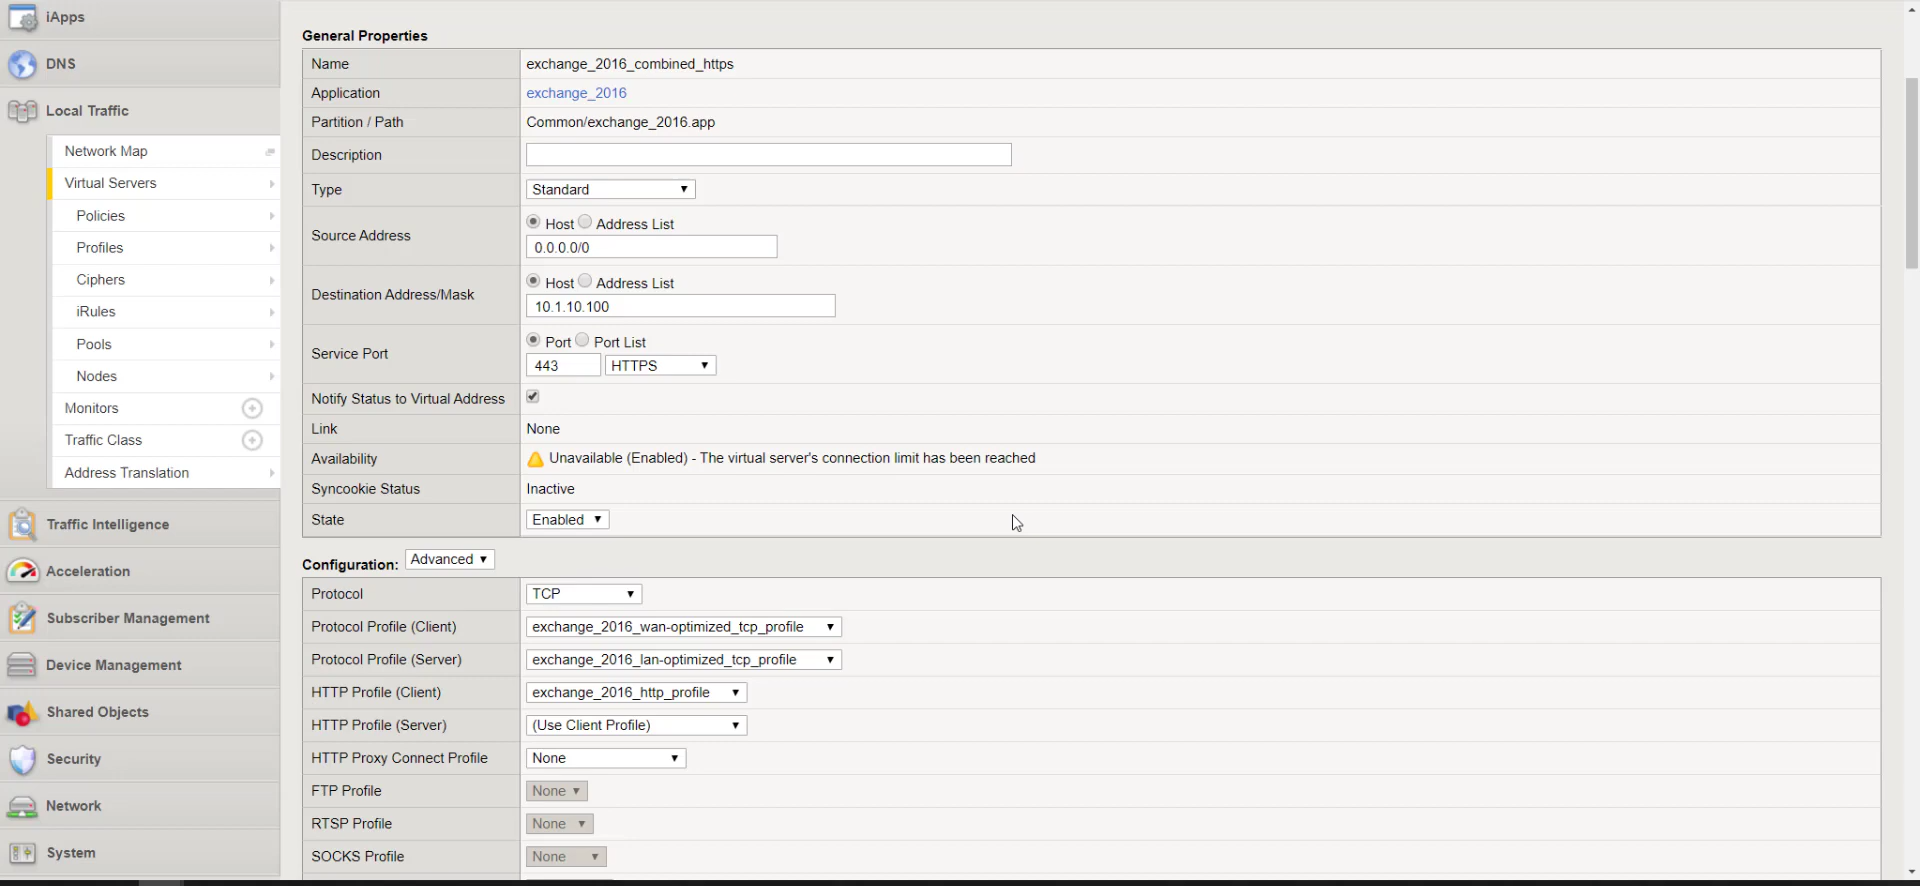 iApps
DNS
Local Traffic
Network Map
Virtual Servers
Policies
Profiles
Ciphers
iRules
Pools
Nodes
Monitors
Traffic Class
Address Translation
Traffic Intelligence
Acceleration
Subscriber Management
Device Management
Shared Objects
Security
Network
System
General Properties
Name exchange_2016_combined_https
Application exchange_2016
Partition / Path Common/exchange_2016.app
Description
Type Standard
Source Address Host Address List
0.0.0.0/0
Destination Address/Mask Host Address List
10.1.10.100
Service Port Port Port List
443 HTTPS
Notify Status to Virtual Address
Link None
Availability Unavailable (Enabled) - The virtual server's connection limit has been reached
Syncookie Status Inactive
State Enabled
Configuration: Advanced
Protocol TCP
Protocol Profile (Client) exchange_2016_wan-optimized_tcp_profile
Protocol Profile (Server) exchange_2016_lan-optimized_tcp_profile
HTTP Profile (Client) exchange_2016_http_profile
HTTP Profile (Server) (Use Client Profile)
HTTP Proxy Connect Profile None
FTP Profile None
RTSP Profile None
SOCKS Profile None